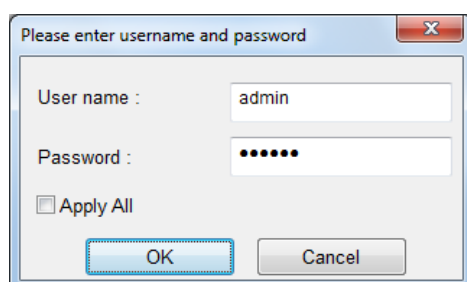 Please enter username and password
User name : admin
Password : ••••••
Apply All
OK Cancel